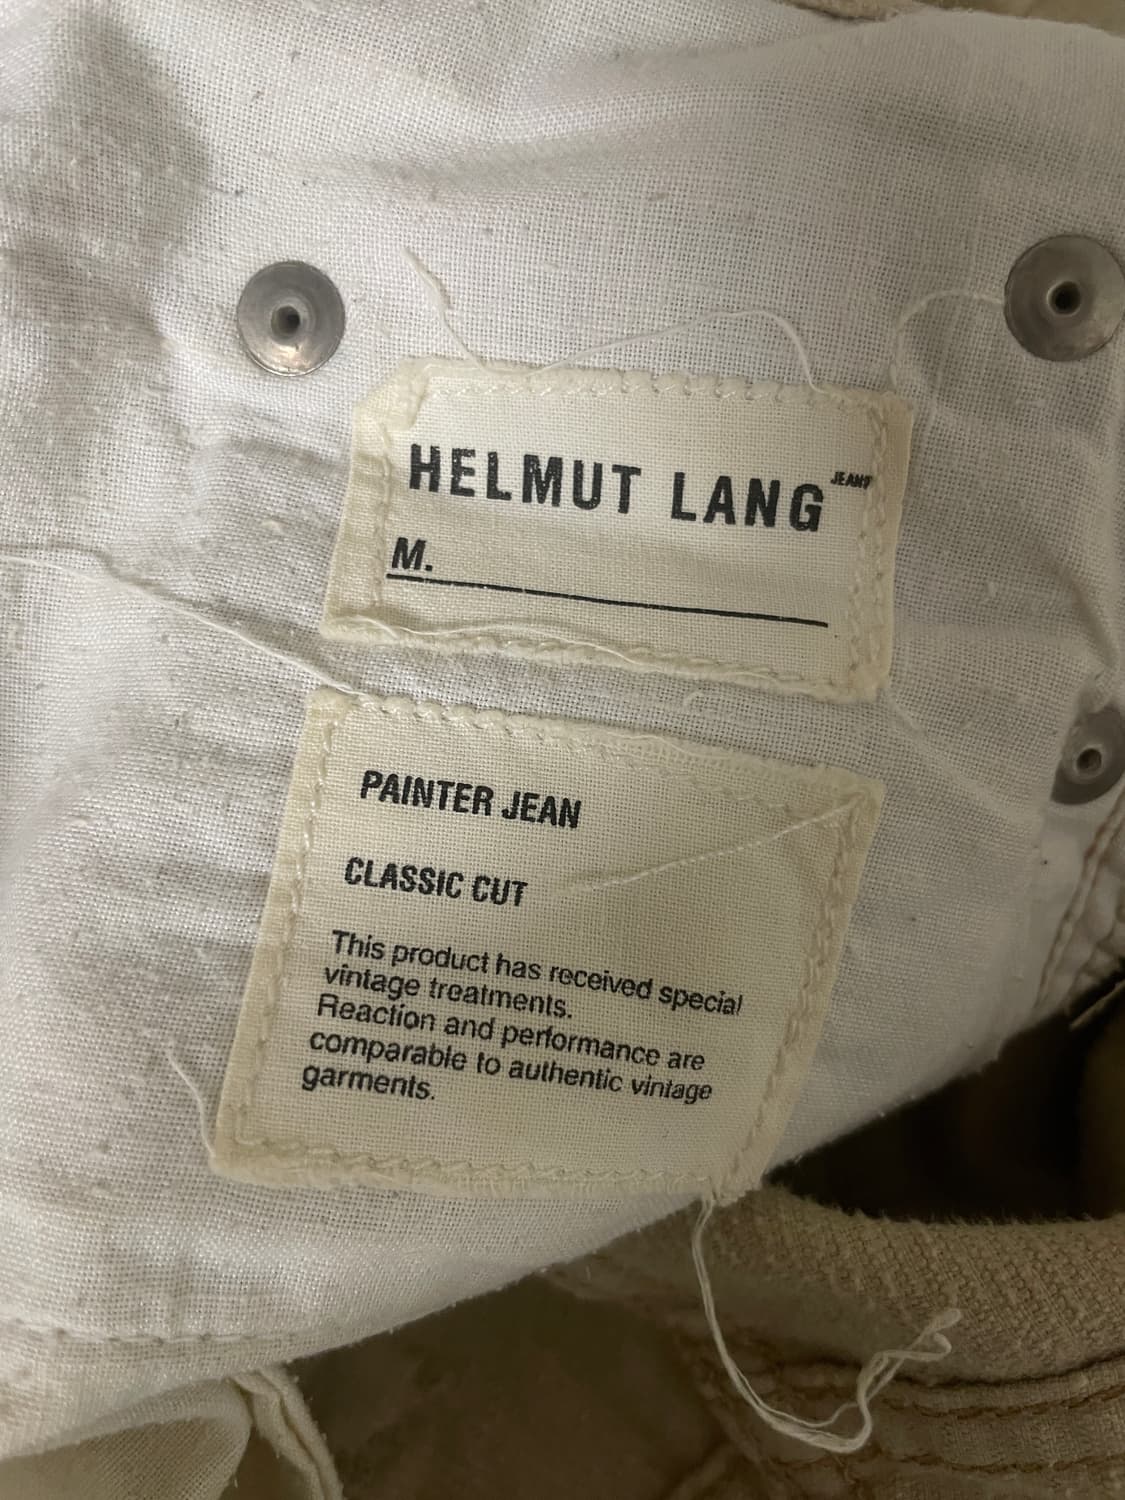 HELMUT LANG JEANS
M.
PAINTER JEAN
CLASSIC CUT
This product has received special
vintage treatments.
Reaction and performance are
comparable to authentic vintage
garments.